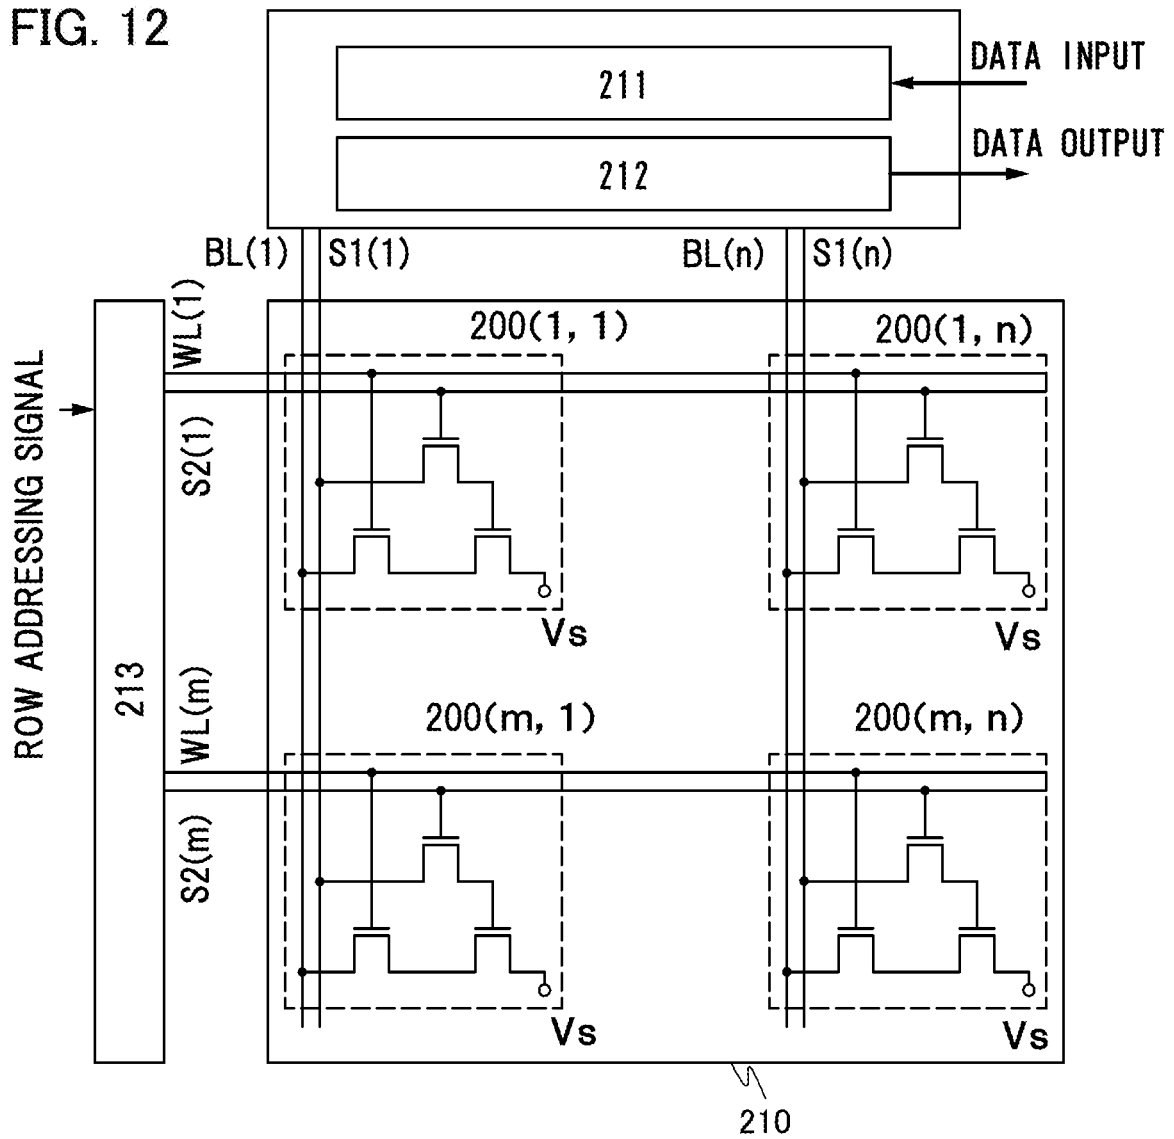 FIG. 12
DATA INPUT
211
DATA OUTPUT
212
BL(1)
S1(1)
BL(n)
S1(n)
WL(1)
200(1, 1)
200(1, n)
ROW ADDRESSING SIGNAL
S2(1)
Vs
Vs
213
WL(m)
200(m, 1)
200(m, n)
S2(m)
Vs
Vs
210